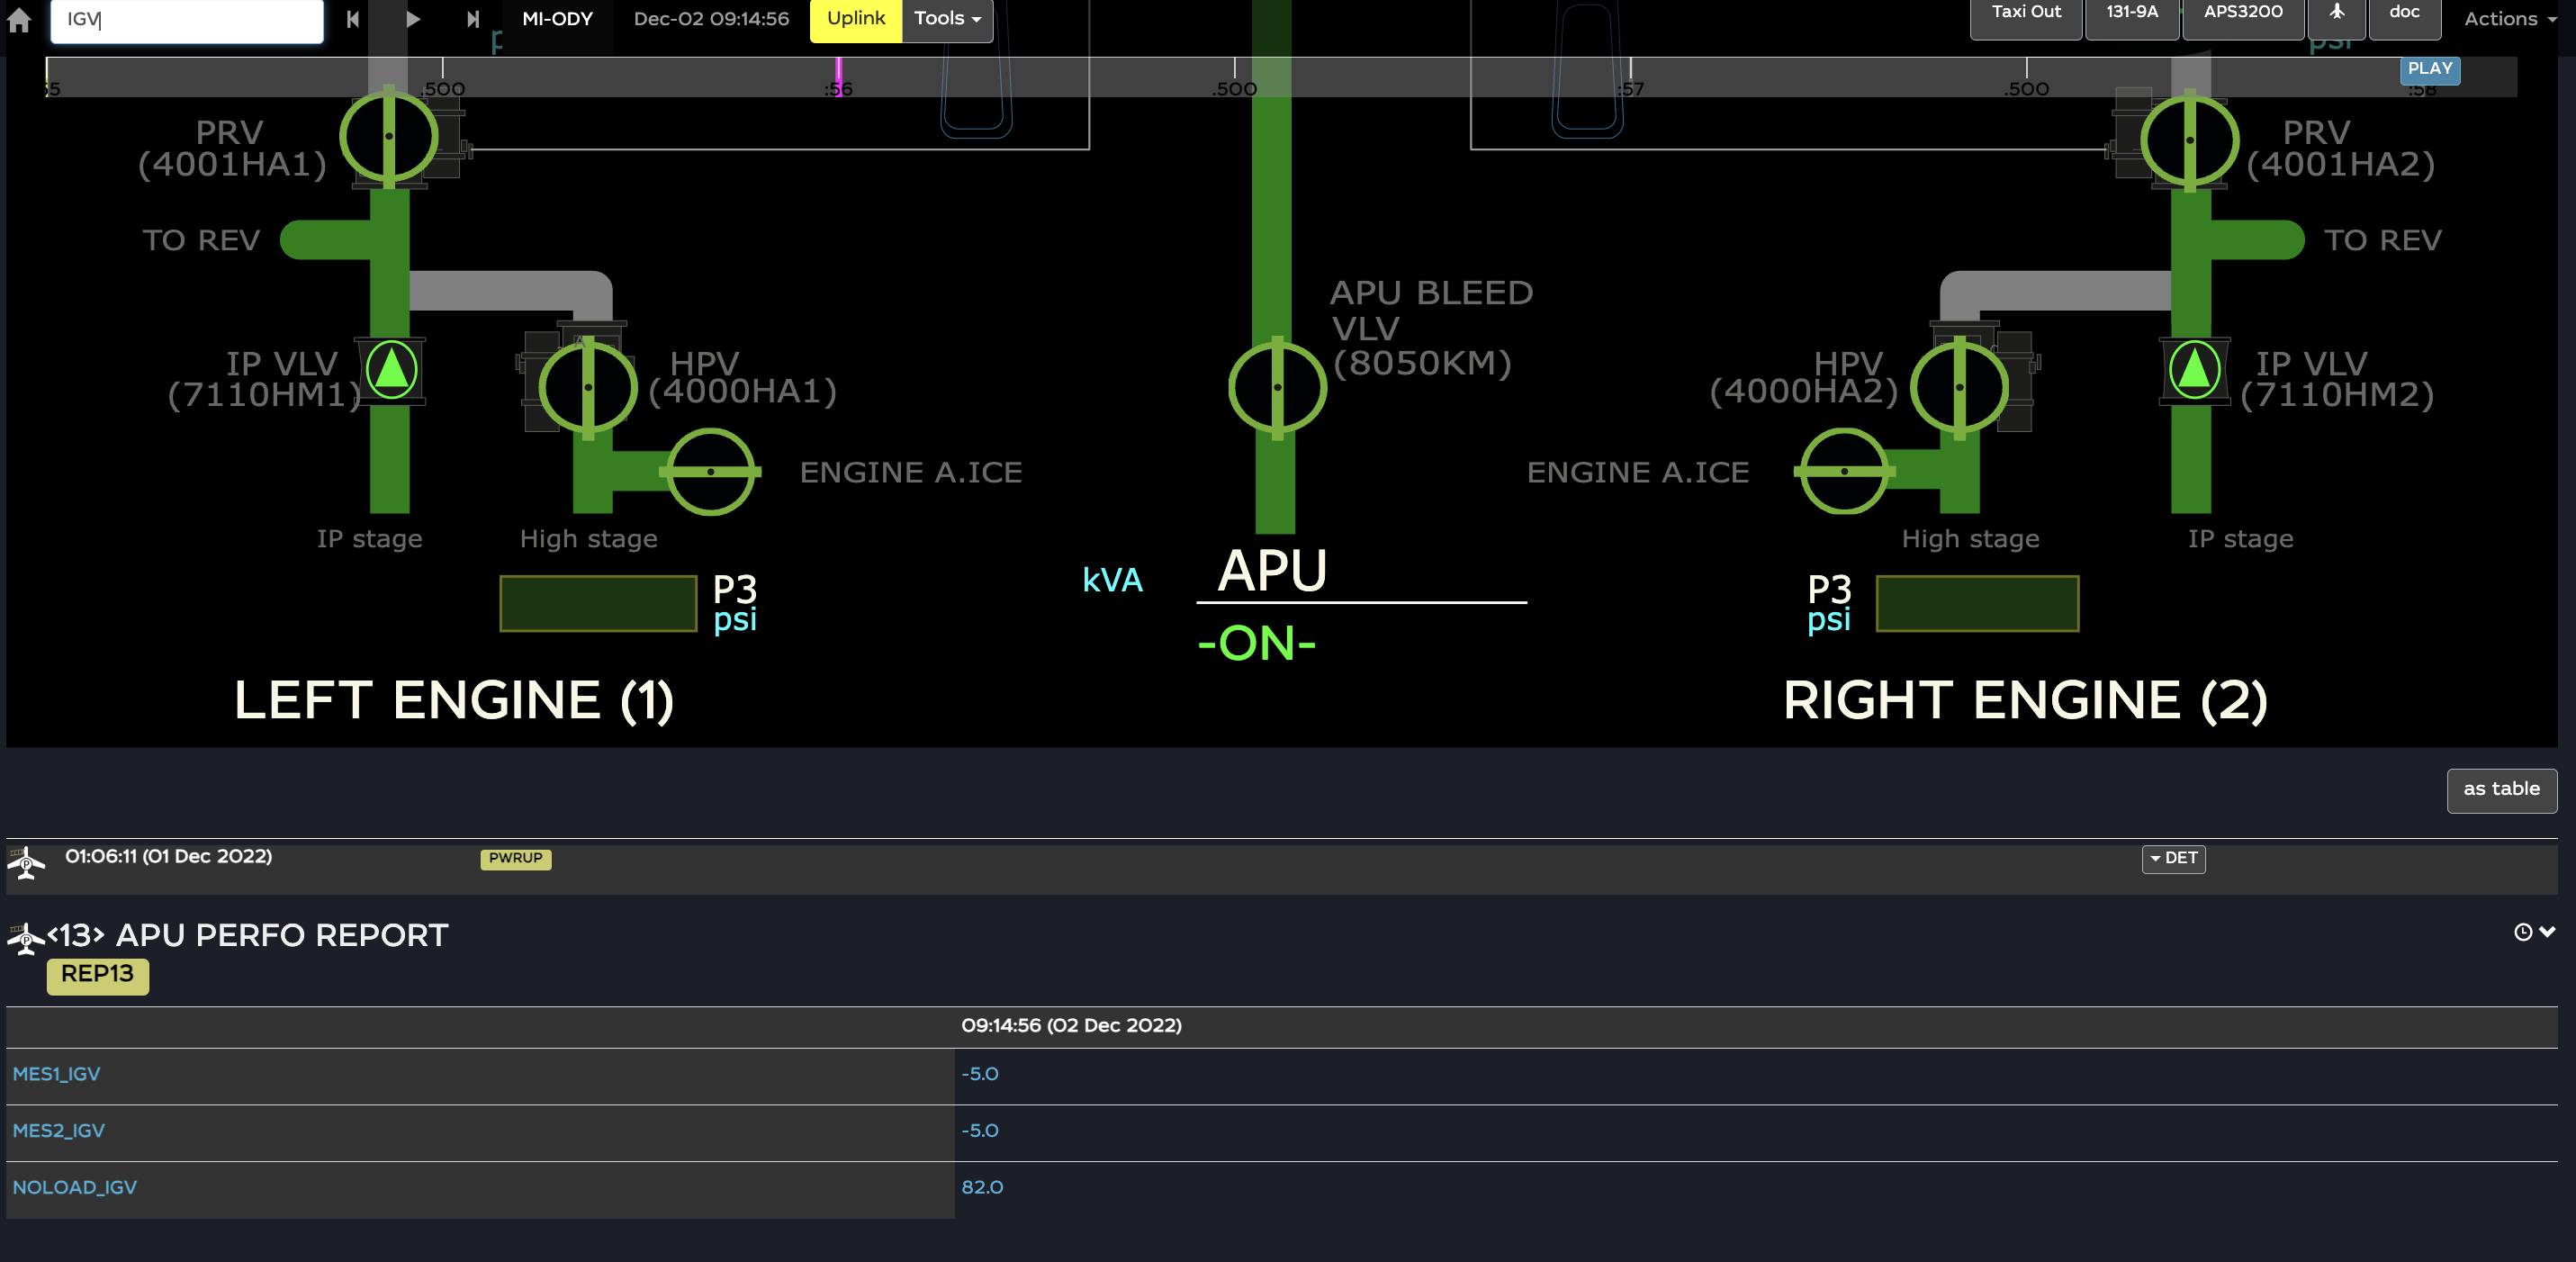 IGV
MI-ODY
Dec-02 09:14:56
Uplink
Tools
Taxi Out
131-9A
APS3200
doc
Actions
psi
.500
:56
.500
:57
.500
:58
PLAY
PRV
(4001HA1)
PRV
(4001HA2)
TO REV
TO REV
APU BLEED
VLV
(8050KM)
IP VLV
(7110HM1)
HPV
(4000HA1)
HPV
(4000HA2)
IP VLV
(7110HM2)
ENGINE A.ICE
ENGINE A.ICE
IP stage
High stage
High stage
IP stage
P3
psi
kVA
APU
-ON-
P3
psi
LEFT ENGINE (1)
RIGHT ENGINE (2)
as table
01:06:11 (01 Dec 2022)
PWRUP
DET
<13> APU PERFO REPORT
REP13
09:14:56 (02 Dec 2022)
MES1_IGV -5.0
MES2_IGV -5.0
NOLOAD_IGV 82.0